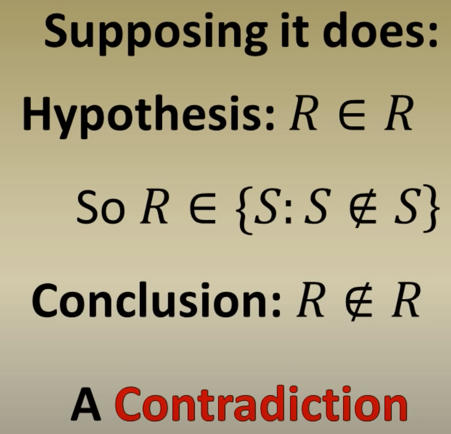 Supposing it does:
Hypothesis: R ∈ R
So R ∈ {S: S ∉ S}
Conclusion: R ∉ R
A Contradiction